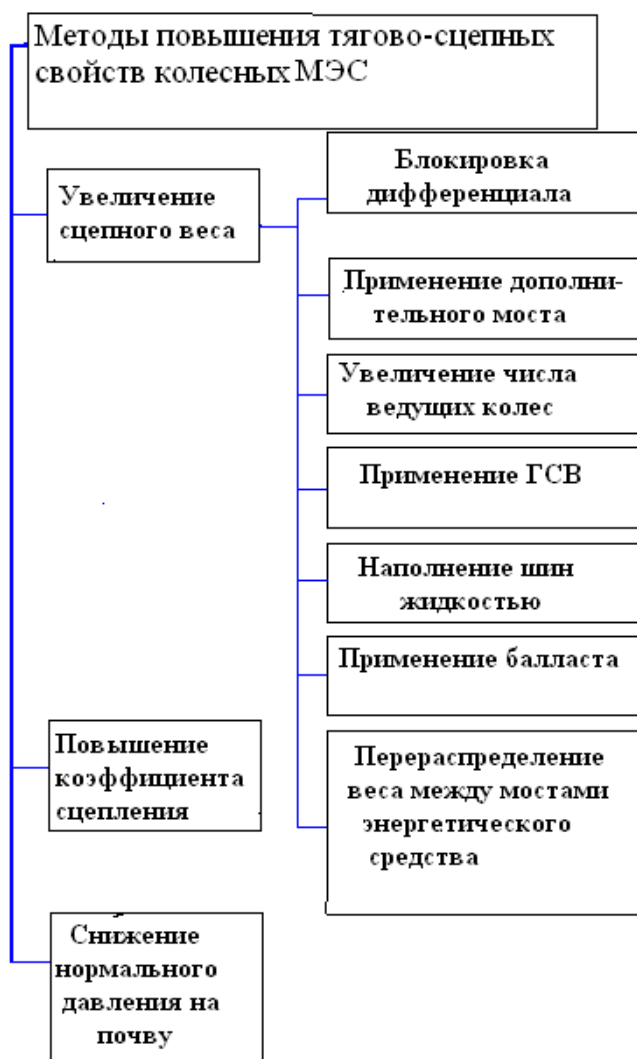 Методы повышения тягово-сцепных
свойств колесных МЭС
Увеличение
сцепного веса
Блокировка
дифференциала
Применение дополни-
тельного моста
Увеличение числа
ведущих колес
Применение ГСВ
Наполнение шин
жидкостью
Применение балласта
Перераспределение
веса между мостами
энергетического
средства
Повышение
коэффициента
сцепления
Снижение
нормального
давления на
почву